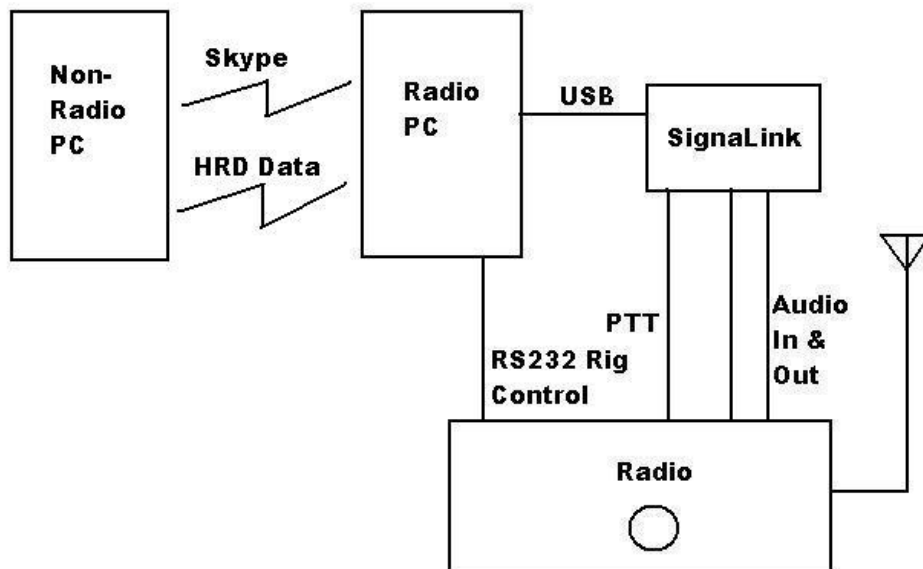 Non-
Radio
PC
Skype
HRD Data
Radio
PC
USB
SignaLink
PTT
Audio
In &
Out
RS232 Rig
Control
Radio